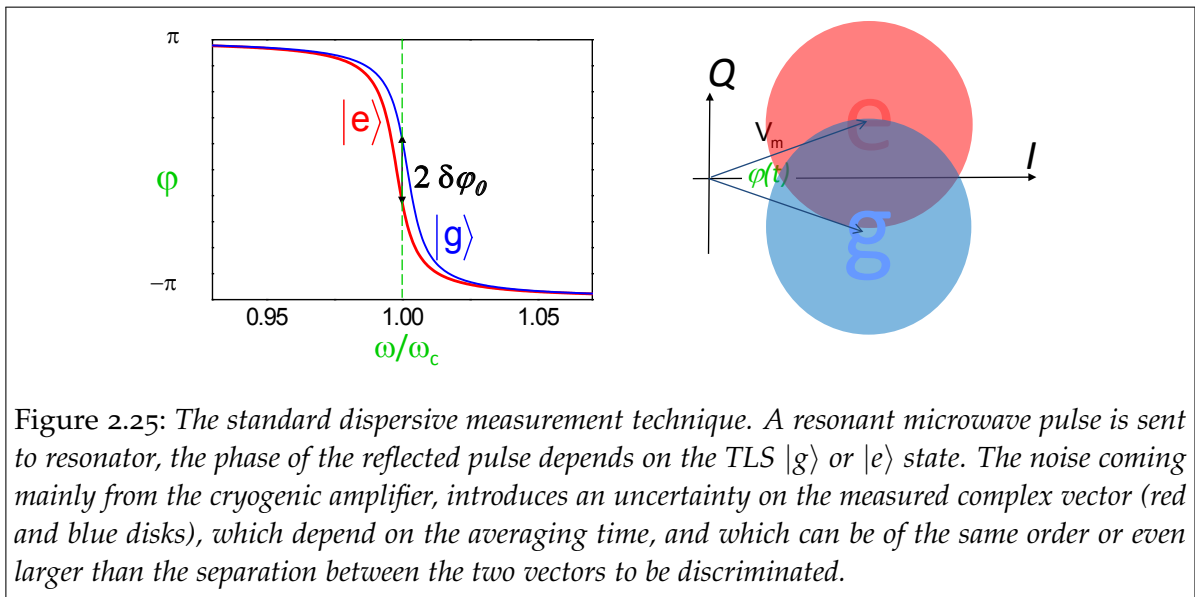 π
|e⟩
φ
2 δφ₀
|g⟩
−π
0.95
1.00
1.05
ω/ω_c
Q
e
V_m
I
φ(t)
g
Figure 2.25: The standard dispersive measurement technique. A resonant microwave pulse is sent
to resonator, the phase of the reflected pulse depends on the TLS |g⟩ or |e⟩ state. The noise coming
mainly from the cryogenic amplifier, introduces an uncertainty on the measured complex vector (red
and blue disks), which depend on the averaging time, and which can be of the same order or even
larger than the separation between the two vectors to be discriminated.